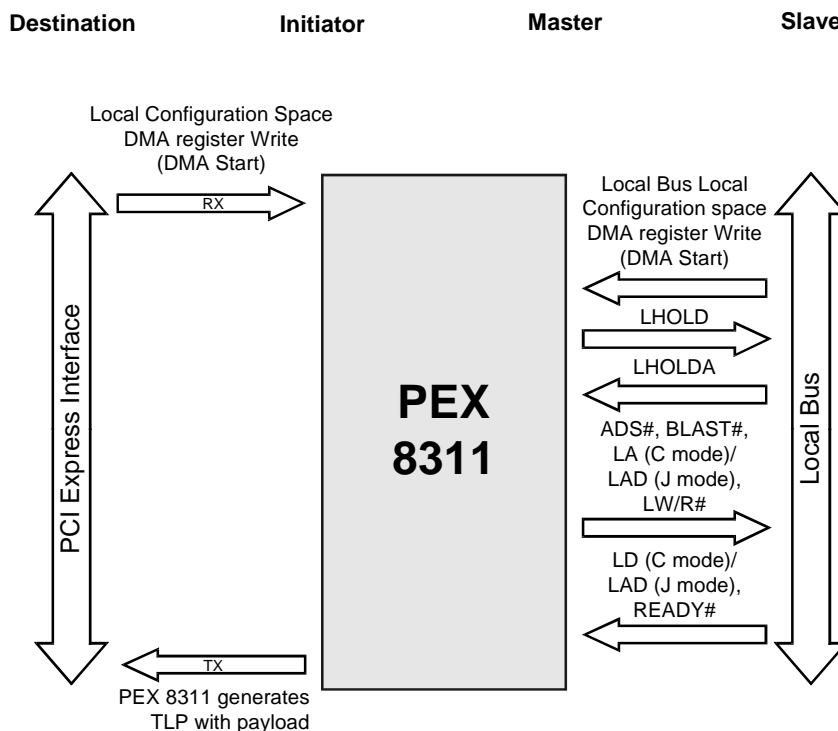 Destination
Initiator
Master
Slave
Local Configuration Space
DMA register Write
(DMA Start)
RX
Local Bus Local
Configuration space
DMA register Write
(DMA Start)
LHOLD
LHOLDA
PEX
8311
ADS#, BLAST#,
LA (C mode)/
LAD (J mode),
LW/R#
LD (C mode)/
LAD (J mode),
READY#
PCI Express Interface
Local Bus
TX
PEX 8311 generates
TLP with payload